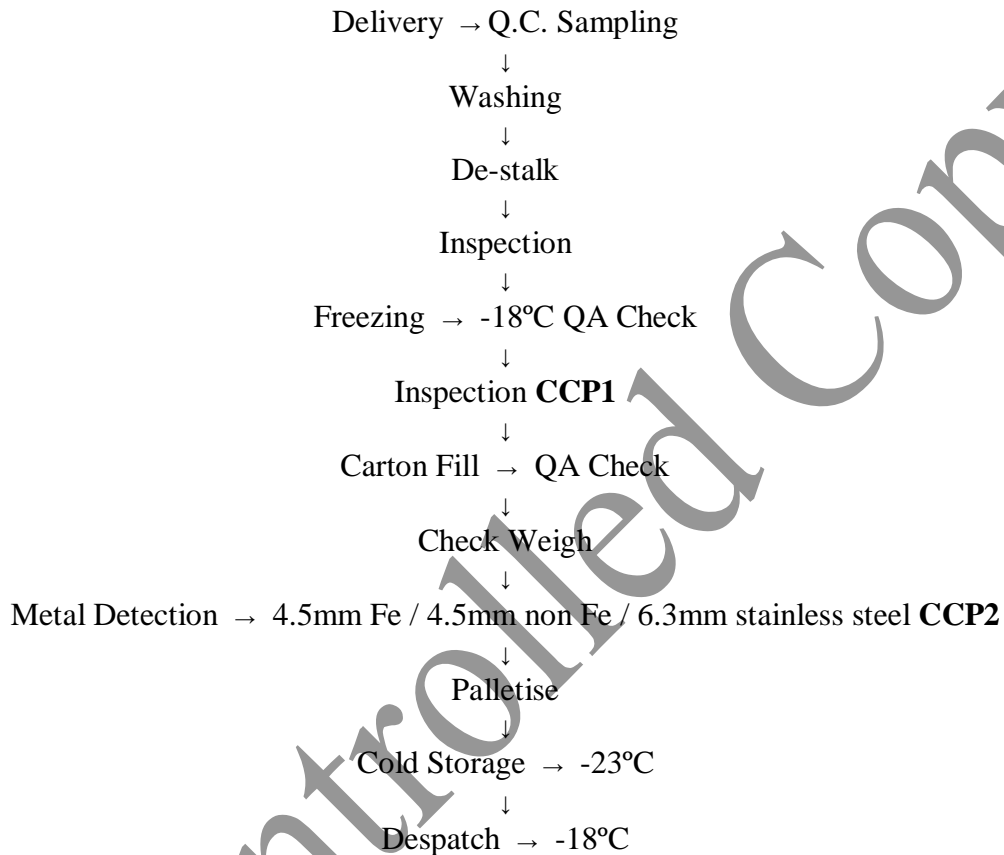 Delivery → Q.C. Sampling
↓
Washing
↓
De-stalk
↓
Inspection
↓
Freezing → -18ºC QA Check
↓
Inspection CCP1
↓
Carton Fill → QA Check
↓
Check Weigh
↓
Metal Detection → 4.5mm Fe / 4.5mm non Fe / 6.3mm stainless steel CCP2
↓
Palletise
↓
Cold Storage → -23ºC
↓
Despatch → -18ºC
ntrolled Cop